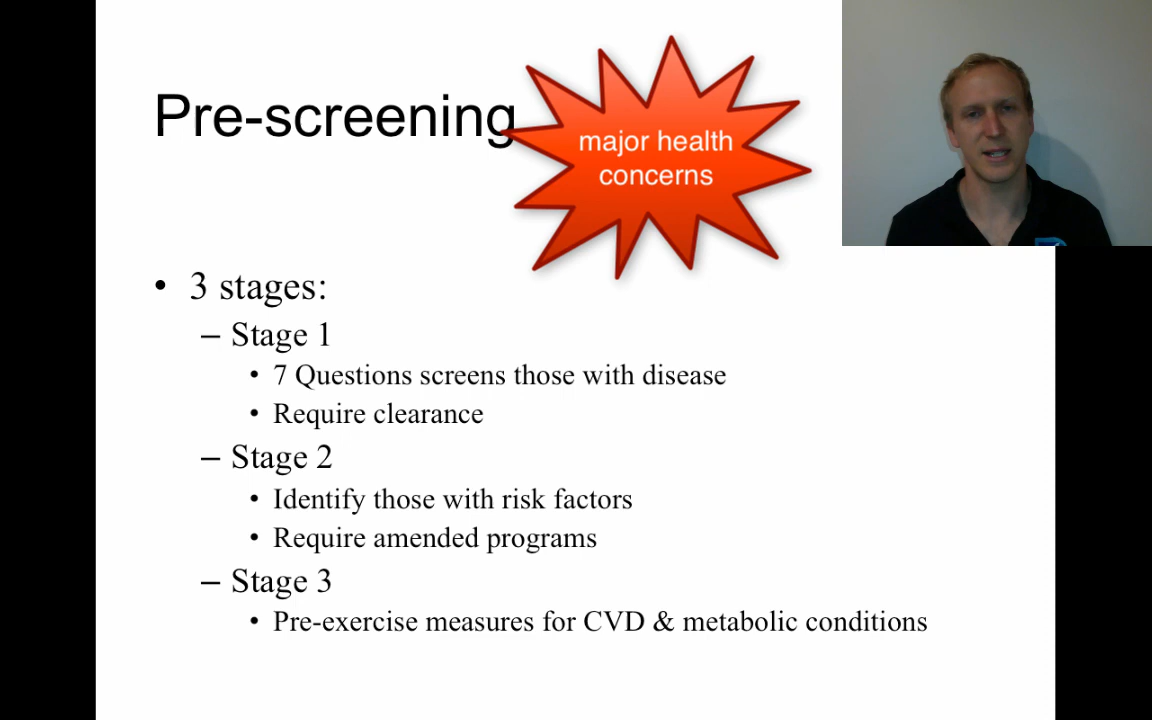 Pre-screening
major health
concerns
• 3 stages:
– Stage 1
• 7 Questions screens those with disease
• Require clearance
– Stage 2
• Identify those with risk factors
• Require amended programs
– Stage 3
• Pre-exercise measures for CVD & metabolic conditions